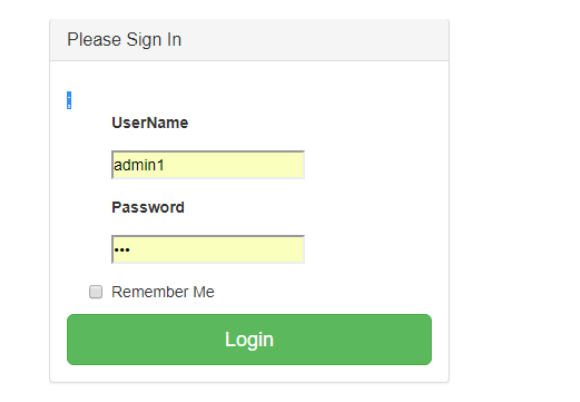 Please Sign In
:
UserName
admin1
Password
•••
Remember Me
Login